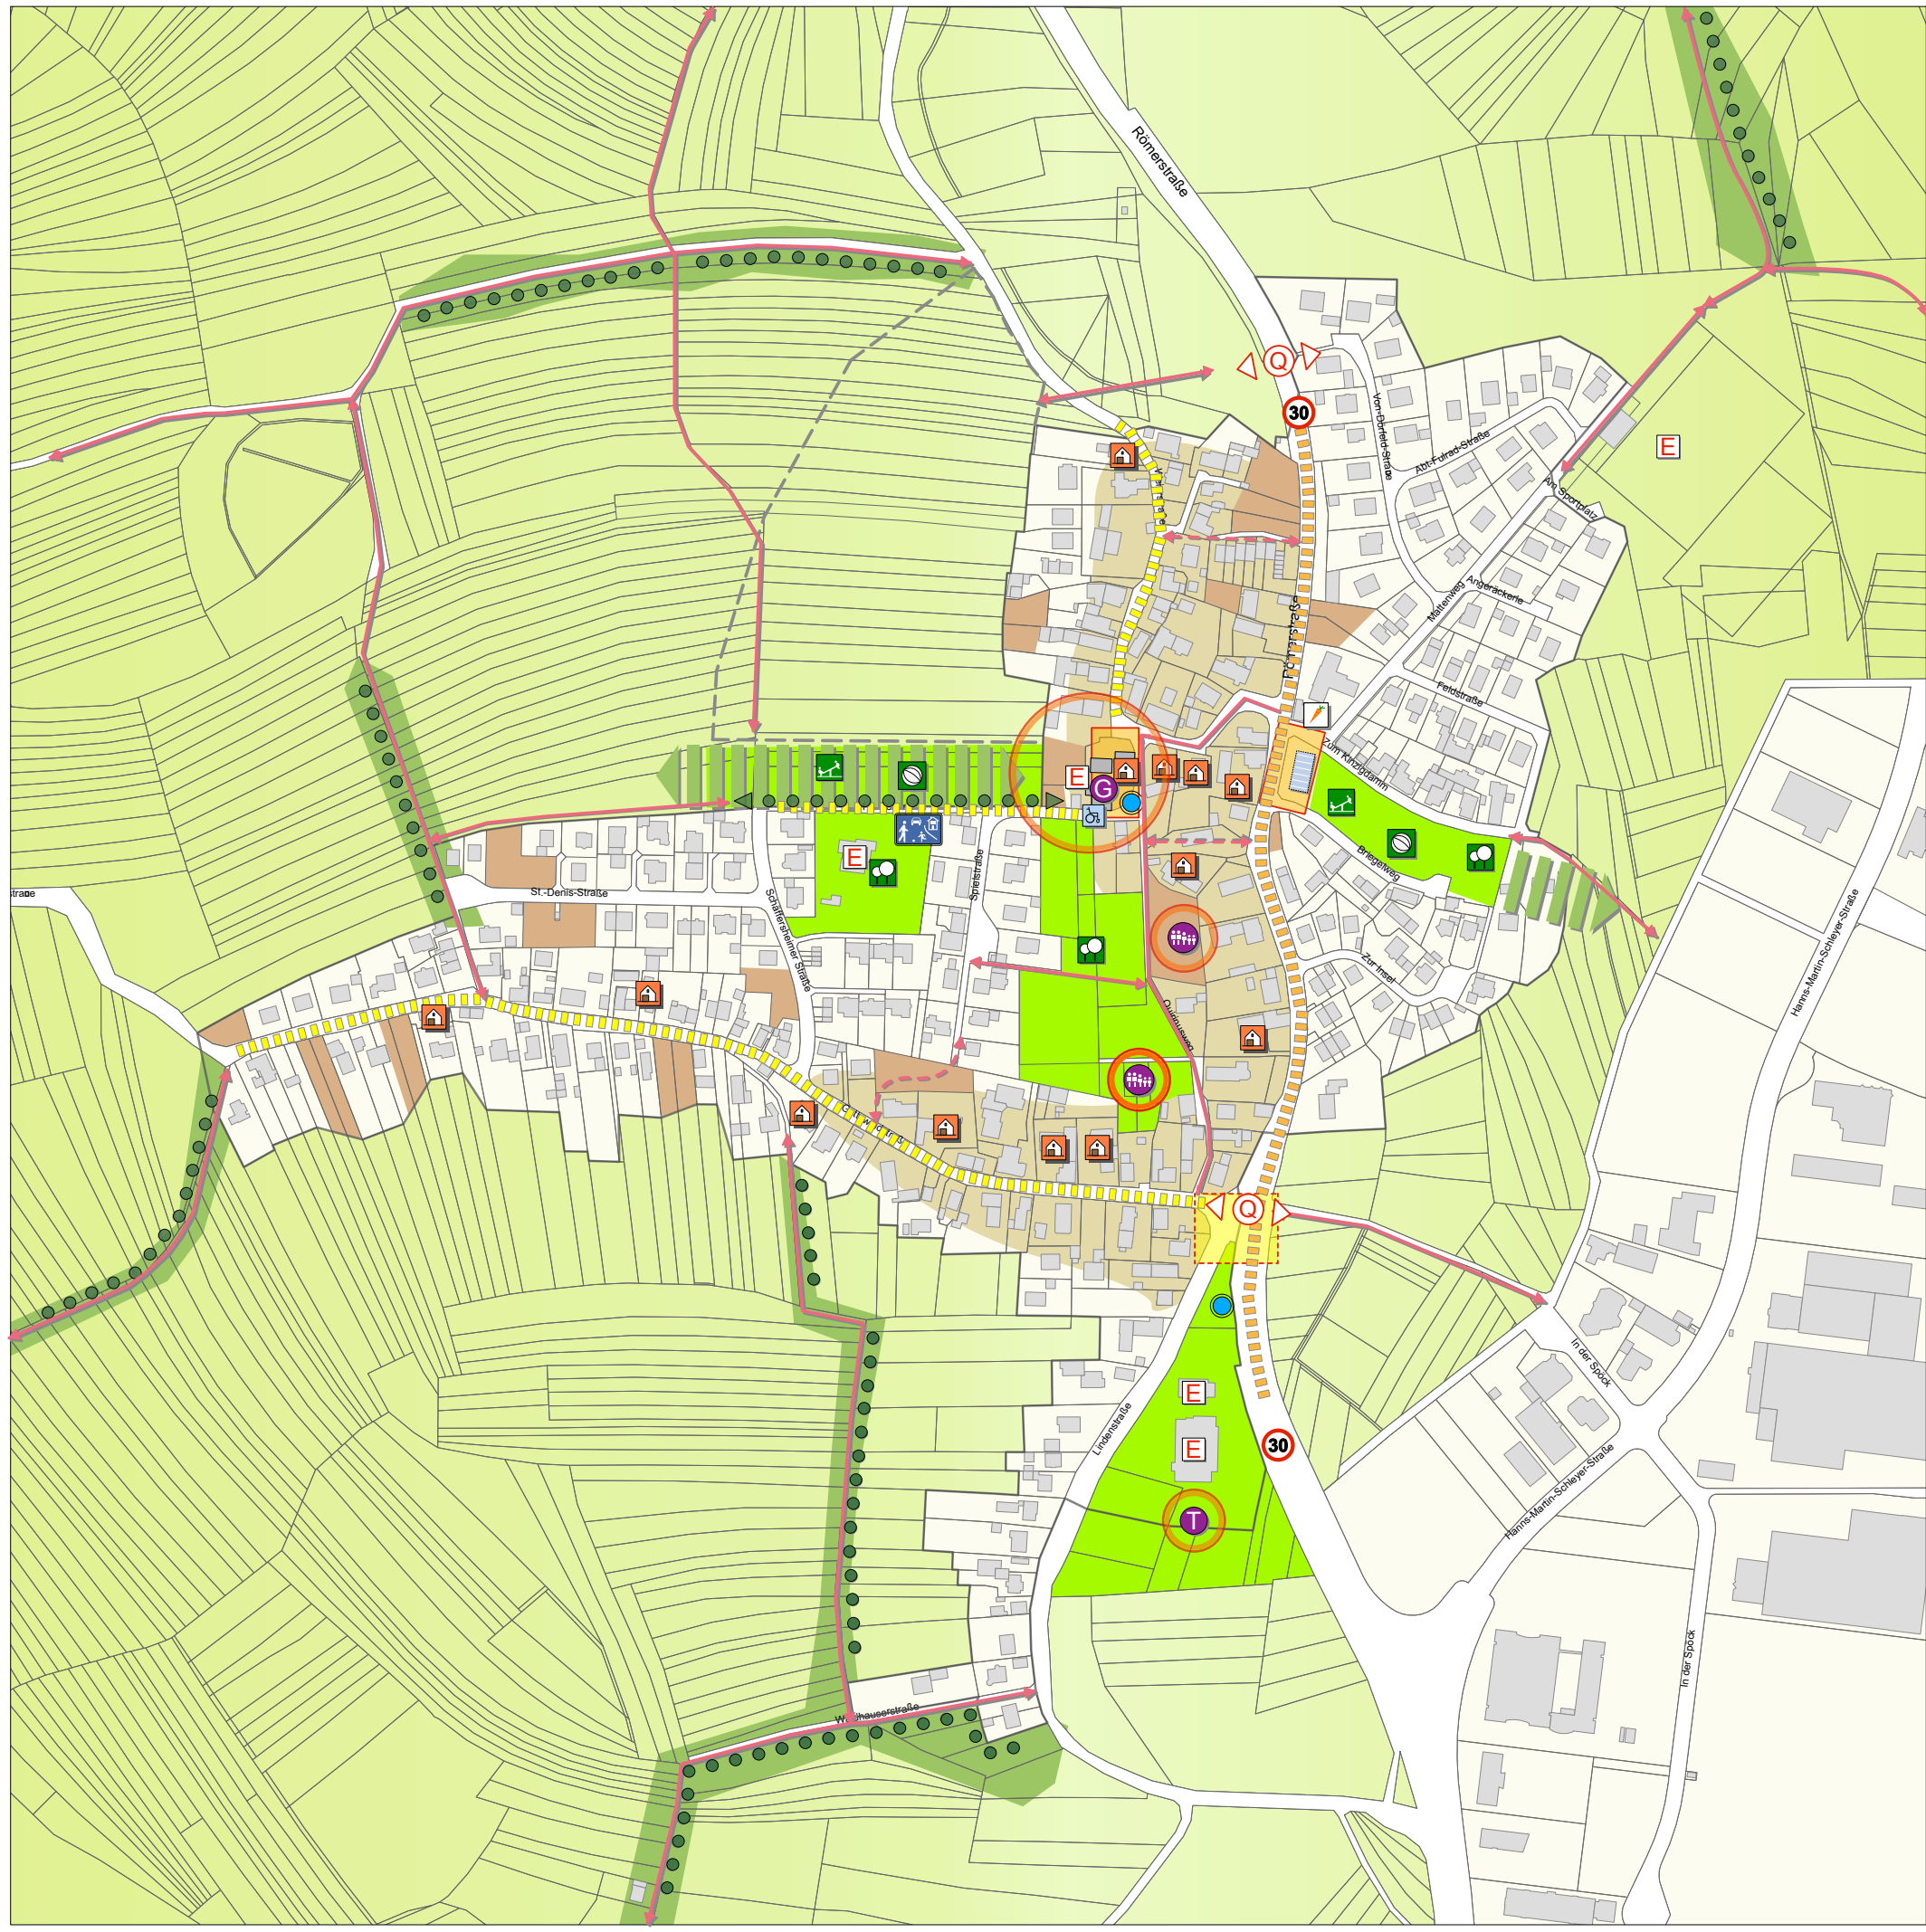 Römerstraße
Q
30
Von-Dörfeld-Straße
Abt-Fulrad-Straße
E
Am Sportplatz
Angeräckerle
Mattenweg
Römerstraße
Feldstraße
Zum Kinzigdamm
E
G
E
Briegelweg
St.-Denis-Straße
Schäffersheimer Straße
Spielstraße
Hanns-Martin-Schleyer-Straße
Zur Insel
Quirinusweg
Q
In der Spöck
E
Lindenstraße
E
30
Hanns-Martin-Schleyer-Straße
T
In der Spöck